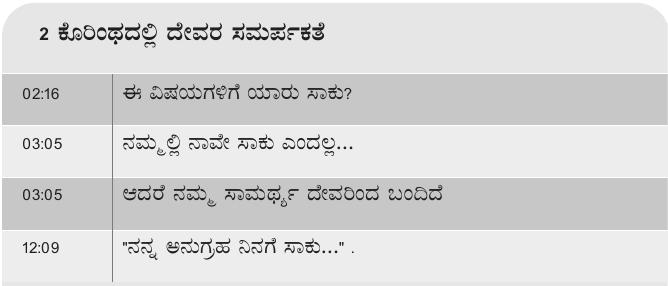 2 ಕೊರಿಂಥದಲ್ಲಿ ದೇವರ ಸಮರ್ಪಕತೆ
02:16 ಈ ವಿಷಯಗಳಿಗೆ ಯಾರು ಸಾಕು?
03:05 ನಮ್ಮಲ್ಲಿ ನಾವೇ ಸಾಕು ಎಂದಲ್ಲ...
03:05 ಆದರೆ ನಮ್ಮ ಸಾಮರ್ಥ್ಯ ದೇವರಿಂದ ಬಂದಿದೆ
12:09 "ನನ್ನ ಅನುಗ್ರಹ ನಿನಗೆ ಸಾಕು..." .